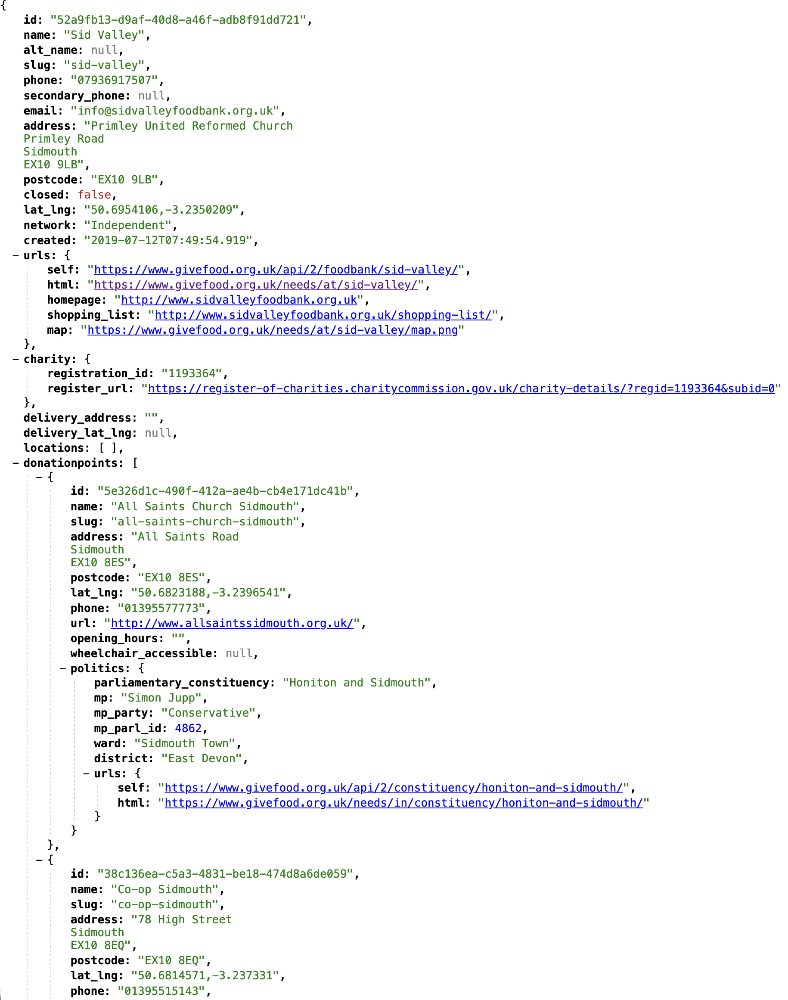 {
id: "52a9fb13-d9af-40d8-a46f-adb8f91dd721",
name: "Sid Valley",
alt_name: null,
slug: "sid-valley",
phone: "07936917507",
secondary_phone: null,
email: "info@sidvalleyfoodbank.org.uk",
address: "Primley United Reformed Church
Primley Road
Sidmouth
EX10 9LB",
postcode: "EX10 9LB",
closed: false,
lat_lng: "50.6954106,-3.2350209",
network: "Independent",
created: "2019-07-12T07:49:54.919",
– urls: {
self: "https://www.givefood.org.uk/api/2/foodbank/sid-valley/",
html: "https://www.givefood.org.uk/needs/at/sid-valley/",
homepage: "http://www.sidvalleyfoodbank.org.uk",
shopping_list: "http://www.sidvalleyfoodbank.org.uk/shopping-list/",
map: "https://www.givefood.org.uk/needs/at/sid-valley/map.png"
},
– charity: {
registration_id: "1193364",
register_url: "https://register-of-charities.charitycommission.gov.uk/charity-details/?regid=1193364&subid=0"
},
delivery_address: "",
delivery_lat_lng: null,
locations: [ ],
– donationpoints: [
– {
id: "5e326d1c-490f-412a-ae4b-cb4e171dc41b",
name: "All Saints Church Sidmouth",
slug: "all-saints-church-sidmouth",
address: "All Saints Road
Sidmouth
EX10 8ES",
postcode: "EX10 8ES",
lat_lng: "50.6823188,-3.2396541",
phone: "01395577773",
url: "http://www.allsaintssidmouth.org.uk/",
opening_hours: "",
wheelchair_accessible: null,
– politics: {
parliamentary_constituency: "Honiton and Sidmouth",
mp: "Simon Jupp",
mp_party: "Conservative",
mp_parl_id: 4862,
ward: "Sidmouth Town",
district: "East Devon",
– urls: {
self: "https://www.givefood.org.uk/api/2/constituency/honiton-and-sidmouth/",
html: "https://www.givefood.org.uk/needs/in/constituency/honiton-and-sidmouth/"
}
}
},
– {
id: "38c136ea-c5a3-4831-be18-474d8a6de059",
name: "Co-op Sidmouth",
slug: "co-op-sidmouth",
address: "78 High Street
Sidmouth
EX10 8EQ",
postcode: "EX10 8EQ",
lat_lng: "50.6814571,-3.237331",
phone: "01395515143",